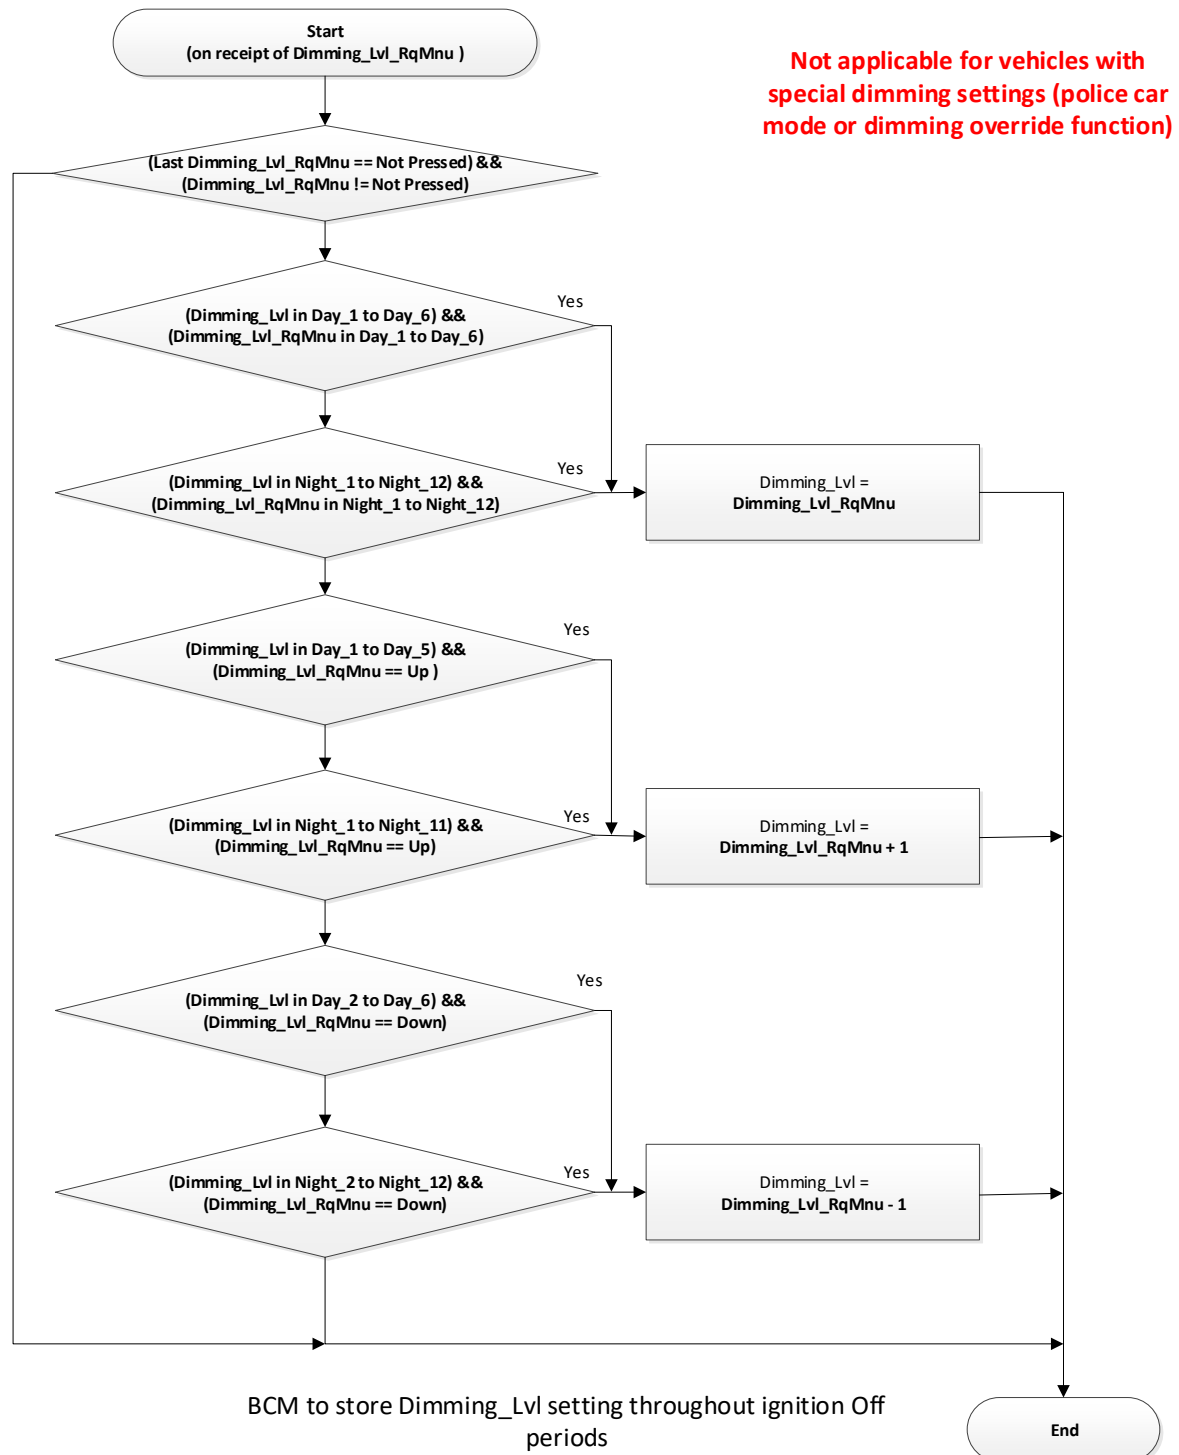 Start
(on receipt of Dimming_Lvl_RqMnu )
Not applicable for vehicles with
special dimming settings (police car
mode or dimming override function)
(Last Dimming_Lvl_RqMnu == Not Pressed) &&
(Dimming_Lvl_RqMnu != Not Pressed)
Yes
(Dimming_Lvl in Day_1 to Day_6) &&
(Dimming_Lvl_RqMnu in Day_1 to Day_6)
Yes
(Dimming_Lvl in Night_1 to Night_12) &&
(Dimming_Lvl_RqMnu in Night_1 to Night_12)
Dimming_Lvl =
Dimming_Lvl_RqMnu
Yes
(Dimming_Lvl in Day_1 to Day_5) &&
(Dimming_Lvl_RqMnu == Up )
Yes
(Dimming_Lvl in Night_1 to Night_11) &&
(Dimming_Lvl_RqMnu == Up)
Dimming_Lvl =
Dimming_Lvl_RqMnu + 1
Yes
(Dimming_Lvl in Day_2 to Day_6) &&
(Dimming_Lvl_RqMnu == Down)
Yes
(Dimming_Lvl in Night_2 to Night_12) &&
(Dimming_Lvl_RqMnu == Down)
Dimming_Lvl =
Dimming_Lvl_RqMnu - 1
BCM to store Dimming_Lvl setting throughout ignition Off
periods
End